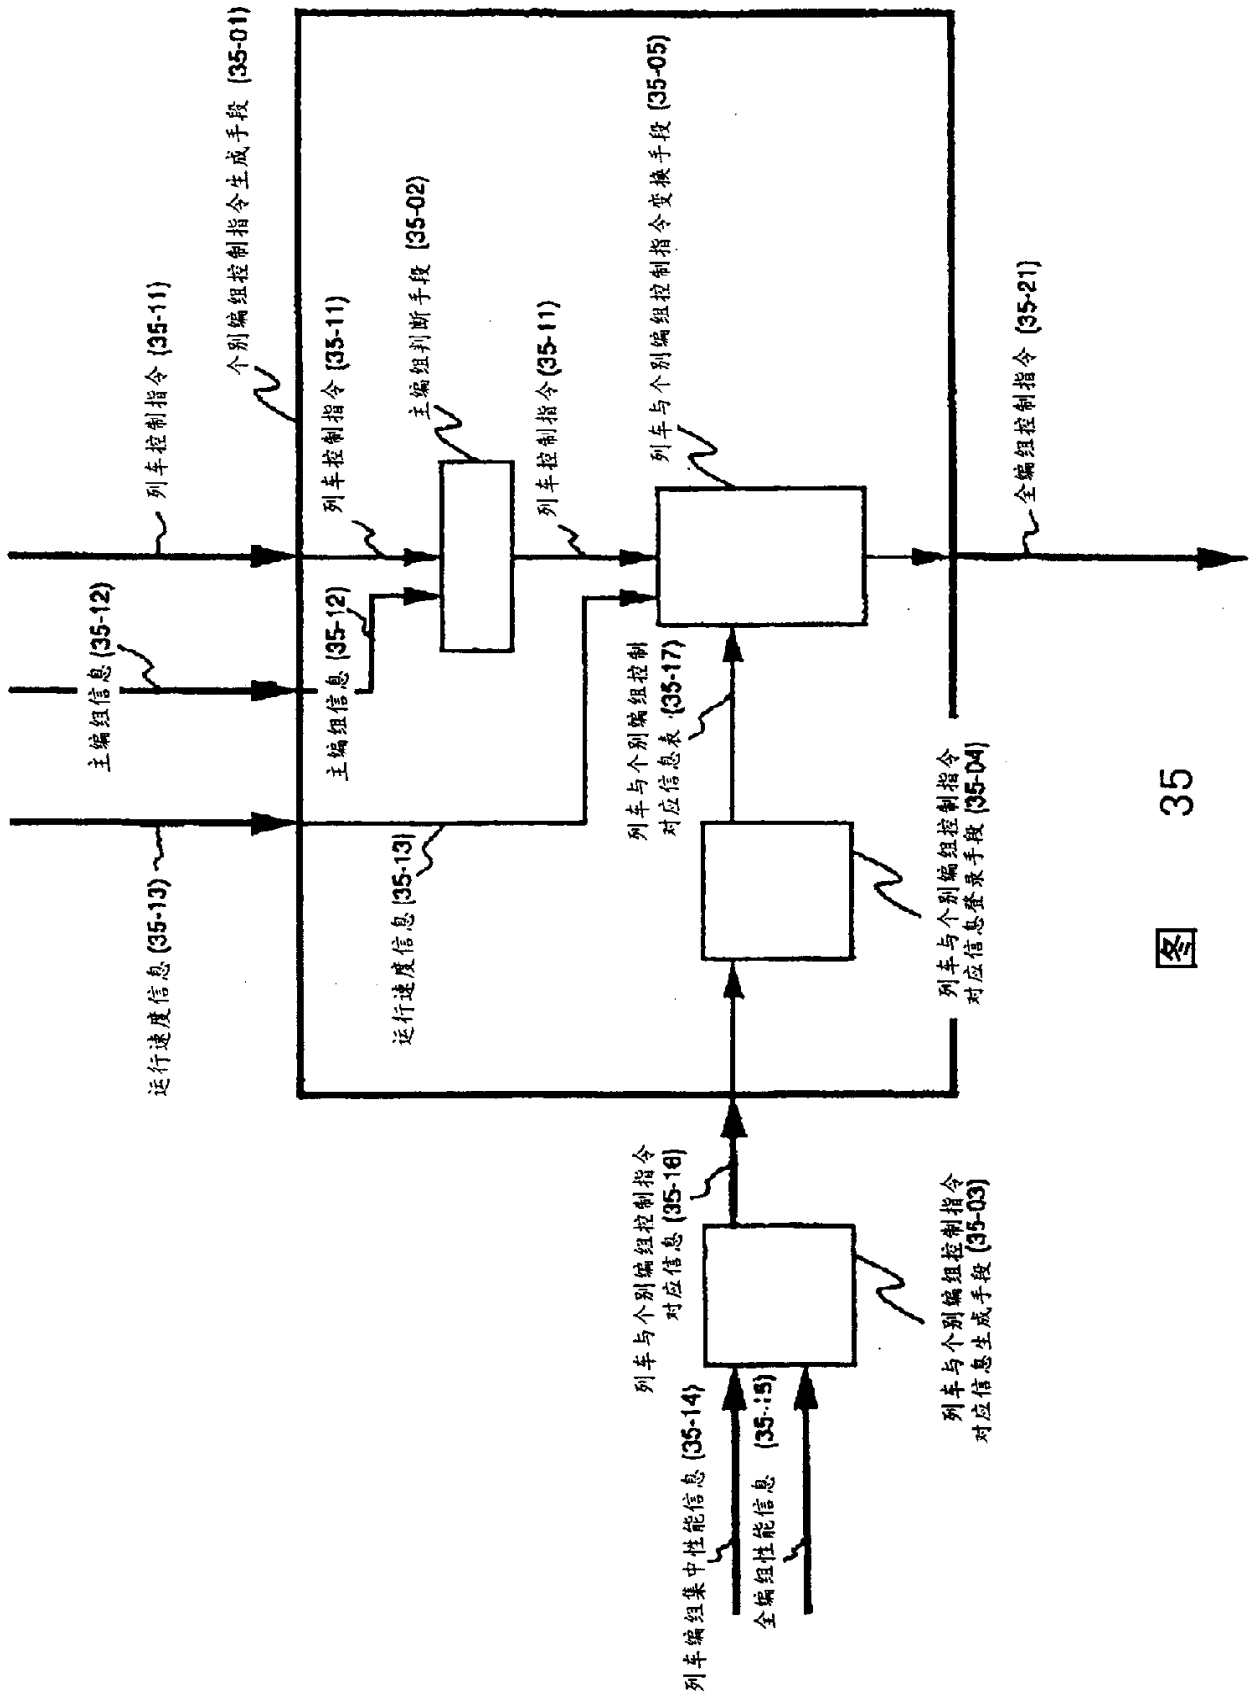 个别编组控制指令生成手段 (35-01)
列车控制指令 (35-11)
主编组信息 (35-12)
运行速度信息 (35-13)
列车控制指令 (35-11)
主编组信息 (35-12)
运行速度信息 (35-13)
主编组判断手段 (35-02)
列车控制指令 (35-11)
列车与个别编组控制指令变换手段 (35-05)
列车与个别编组控制
对应信息表 (35-17)
列车与个别编组控制指令
对应信息登录手段 (35-04)
列车与个别编组控制指令
对应信息 (35-16)
列车与个别编组控制指令
对应信息生成手段 (35-03)
列车编组集中性能信息 (35-14)
全编组性能信息 (35-15)
全编组控制指令 (35-21)
图 35